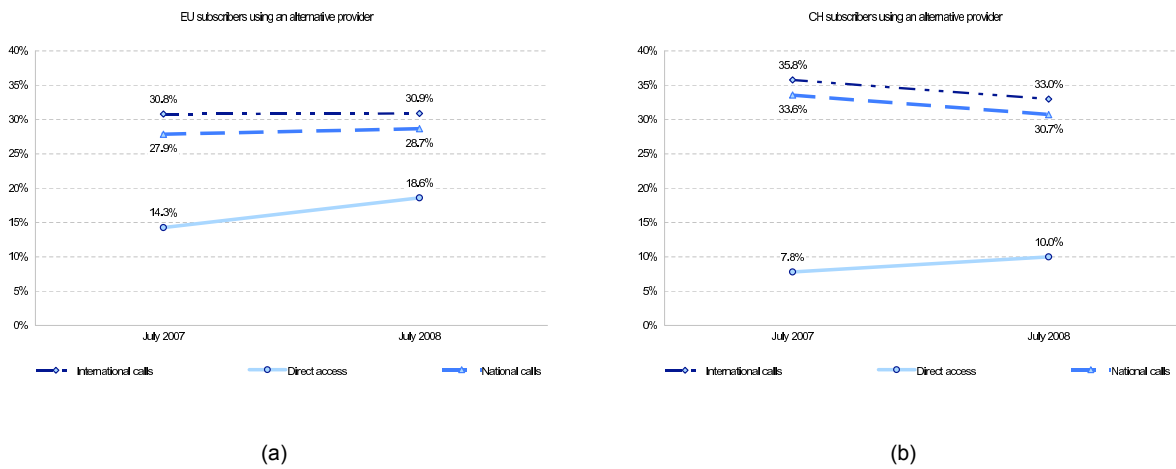 EU subscribers using an alternative provider
40%
35%
30%
25%
20%
15%
10%
5%
0%
30.8%
30.9%
27.9%
28.7%
14.3%
18.6%
July 2007
July 2008
International calls
Direct access
National calls
(a)
CH subscribers using an alternative provider
40%
35%
30%
25%
20%
15%
10%
5%
0%
35.8%
33.0%
33.6%
30.7%
7.8%
10.0%
July 2007
July 2008
International calls
Direct access
National calls
(b)